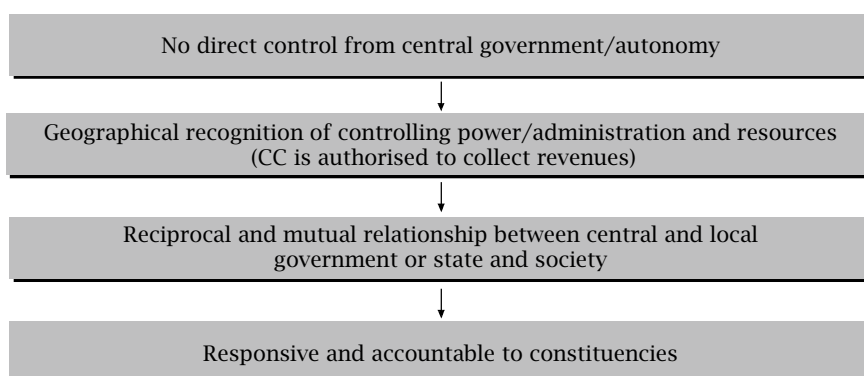 No direct control from central government/autonomy
Geographical recognition of controlling power/administration and resources
(CC is authorised to collect revenues)
Reciprocal and mutual relationship between central and local
government or state and society
Responsive and accountable to constituencies